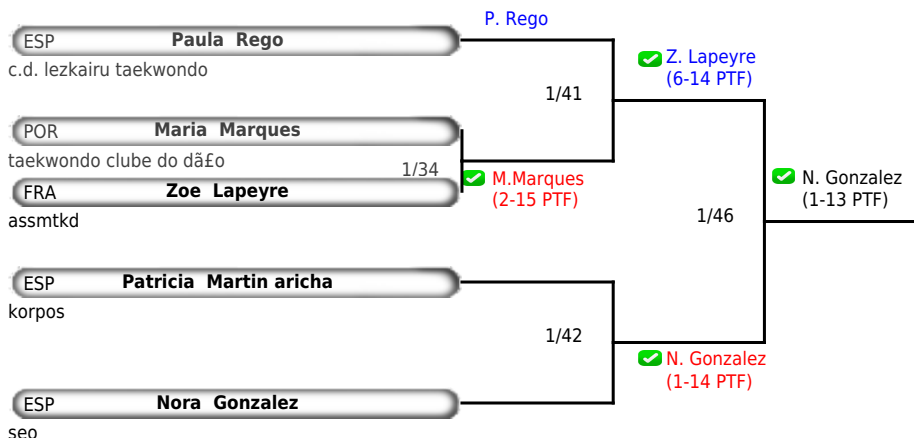 P. Rego
ESP Paula Rego
c.d. lezkairu taekwondo
Z. Lapeyre
(6-14 PTF)
1/41
POR Maria Marques
taekwondo clube do dã£o
1/34
M.Marques
(2-15 PTF)
FRA Zoe Lapeyre
assmtkd
N. Gonzalez
(1-13 PTF)
1/46
ESP Patricia Martin aricha
korpos
1/42
N. Gonzalez
(1-14 PTF)
ESP Nora Gonzalez
seo